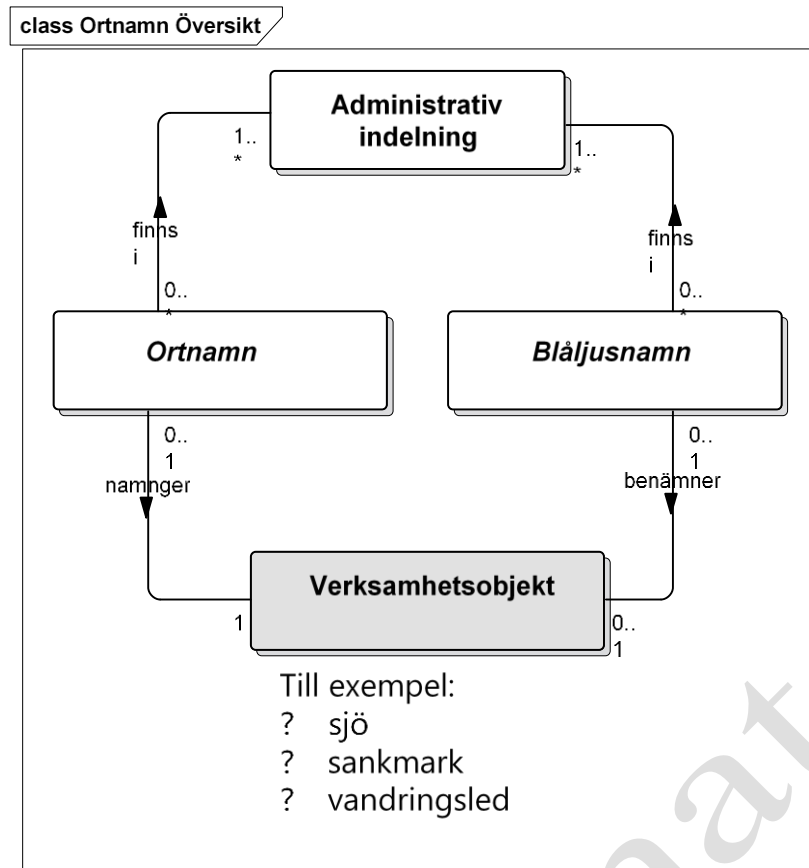 class Ortnamn Översikt
Administrativ
indelning
1..
*
1..
*
finns
i
finns
i
0..
*
0..
*
Ortnamn
Blåljusnamn
0..
1
0..
1
namnger
benämner
Verksamhetsobjekt
1
0..
1
Till exempel:
? sjö
? sankmark
? vandringsled